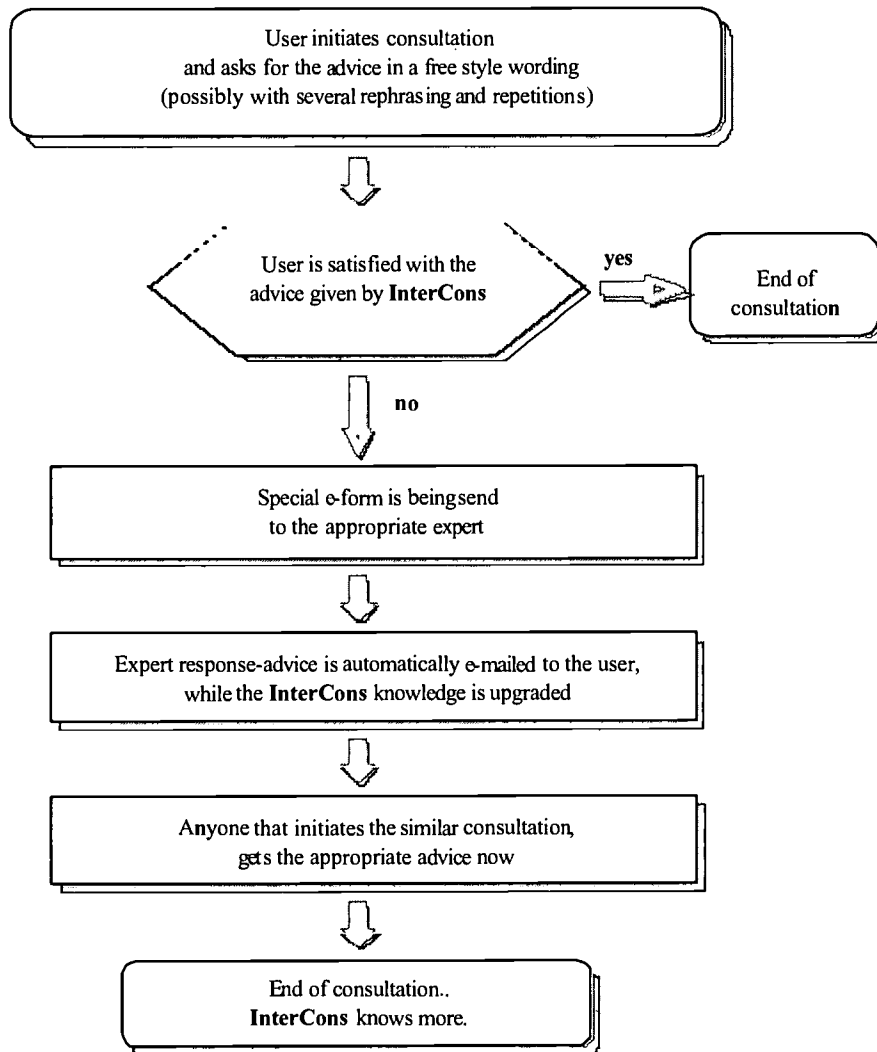 User initiates consultation
and asks for the advice in a free style wording
(possibly with several rephrasing and repetitions)
User is satisfied with the
advice given by InterCons
yes
End of
consultation
no
Special e-form is being send
to the appropriate expert
Expert response-advice is automatically e-mailed to the user,
while the InterCons knowledge is upgraded
Anyone that initiates the similar consultation,
gets the appropriate advice now
End of consultation..
InterCons knows more.